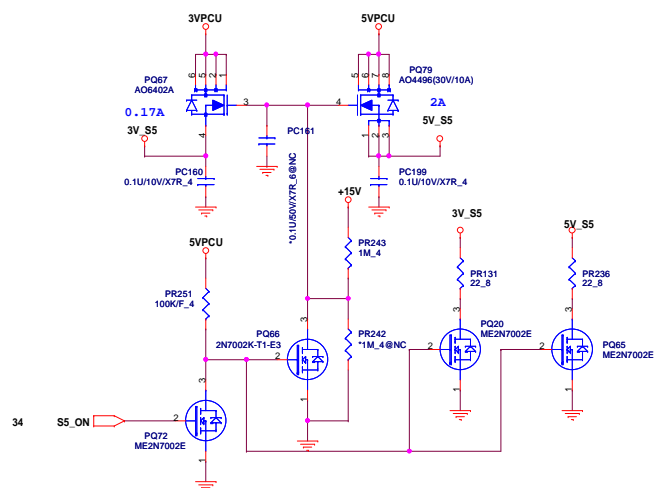 3VPCU
5VPCU
6 5 2 1
5 6 7 8
PQ67
AO6402A
PQ79
AO4496(30V/10A)
0.17A
3
4
2A
4
1 2 3
3V_S5
5V_S5
PC161
PC160
0.1U/10V/X7R_4
*0.1U/50V/X7R_6@NC
PC199
0.1U/10V/X7R_4
+15V
5VPCU
3V_S5
5V_S5
PR243
1M_4
PR131
22_8
PR236
22_8
PR251
100K/F_4
PQ66
2N7002K-T1-E3
PR242
*1M_4@NC
PQ20
ME2N7002E
PQ65
ME2N7002E
3
2
1
3
2
1
3
2
1
3
2
1
34
S5_ON
PQ72
ME2N7002E